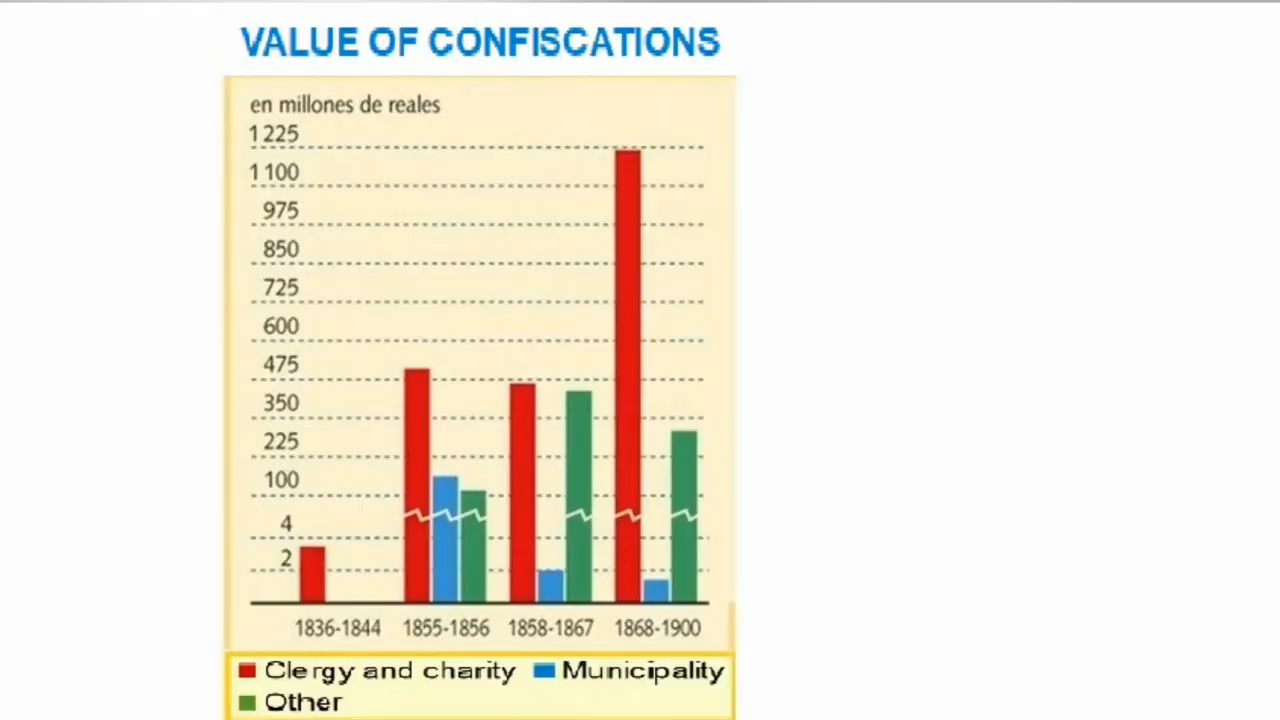 VALUE OF CONFISCATIONS
en millones de reales
1 225
1 100
975
850
725
600
475
350
225
100
4
2
1836-1844 1855-1856 1858-1867 1868-1900
Clergy and charity Municipality
Other